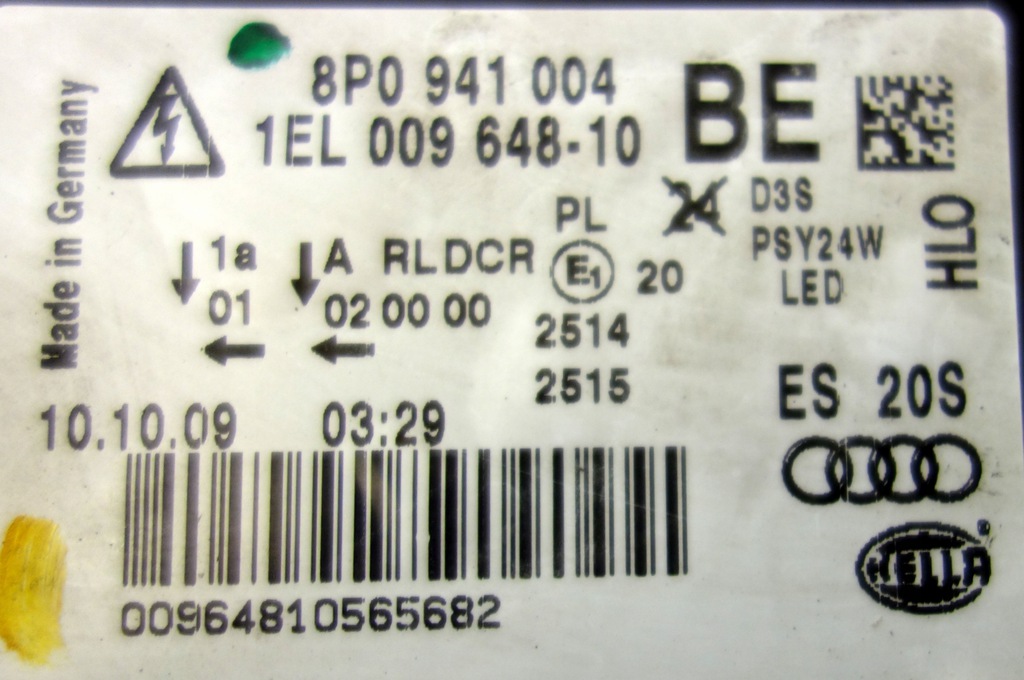 Made in Germany
8P0 941 004
1EL 009 648-10
BE
PL
24
D3S
PSY24W
LED
HLO
1a
A RLDCR
E1
20
01
02 00 00
2514
2515
10.10.09 03:29
ES 20S
00964810565682
HELLA